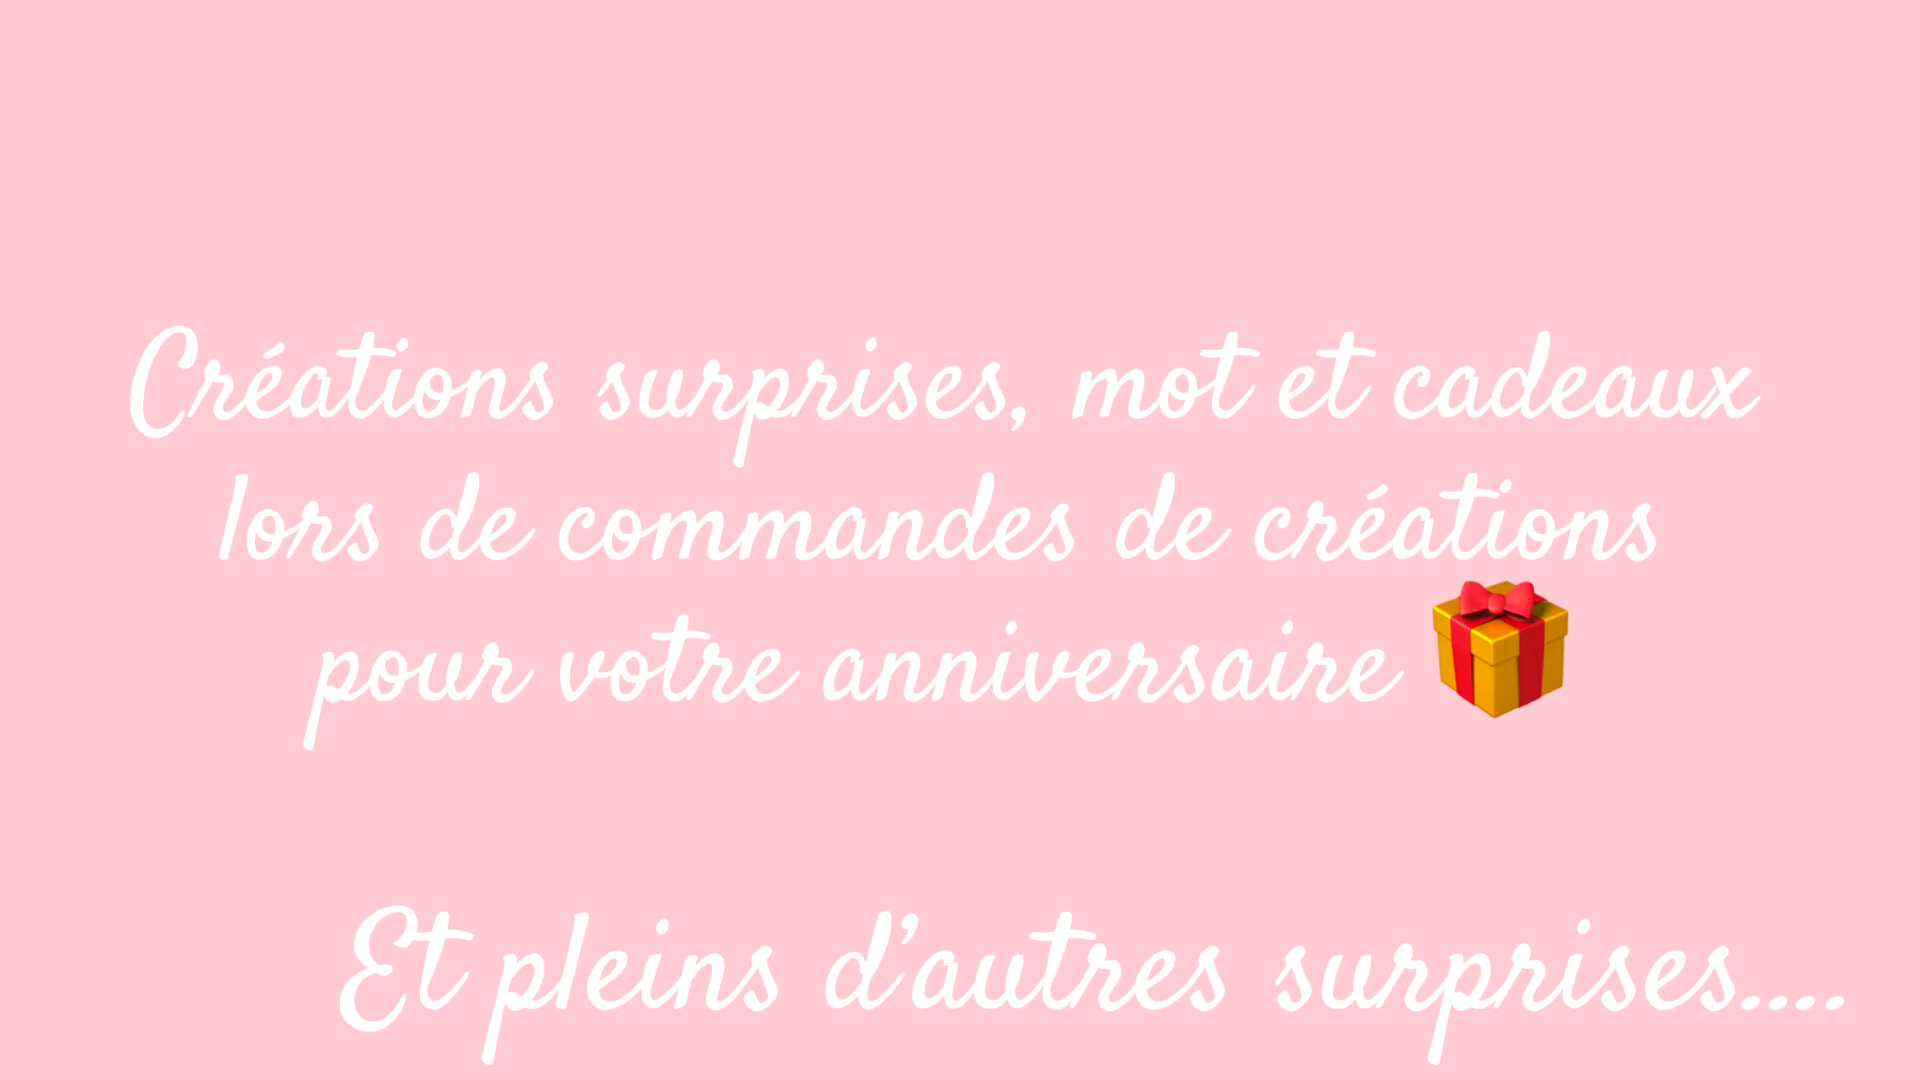 Créations surprises, mot et cadeaux
lors de commandes de créations
pour votre anniversaire 🎁
Et pleins d’autres surprises....